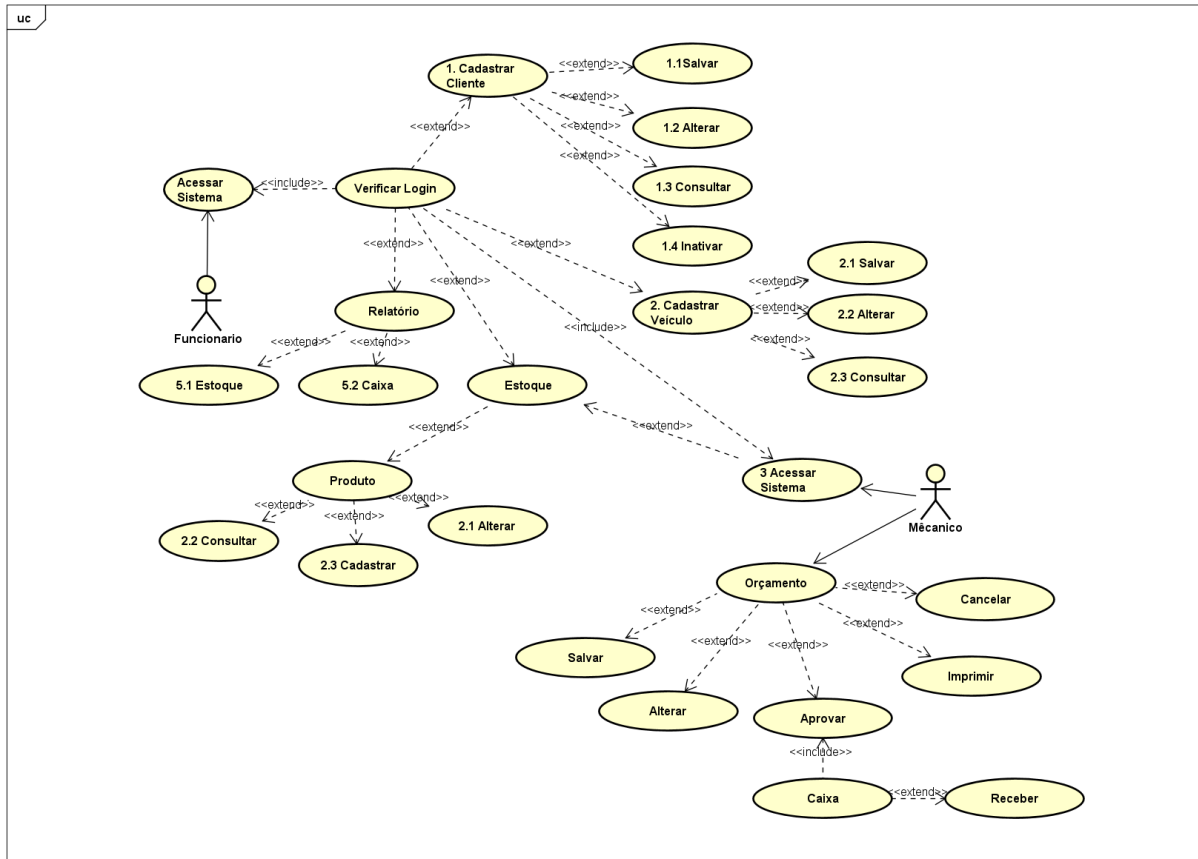 uc
1. Cadastrar
Cliente
<<extend>>
1.1Salvar
<<extend>>
1.2 Alterar
<<extend>>
<<extend>>
<<extend>>
1.3 Consultar
Acessar
Sistema
<<include>>
Verificar Login
1.4 Inativar
<<extend>>
<<extend>>
<<extend>>
2.1 Salvar
<<extend>>
Relatório
2. Cadastrar
Veiculo
<<extend>>
2.2 Alterar
Funcionario
<<extend>>
<<extend>>
<<include>>
<<extend>>
2.3 Consultar
5.1 Estoque
5.2 Caixa
Estoque
<<extend>>
<<extend>>
3 Acessar
Sistema
Produto
<<extend>>
<<extend>>
<<extend>>
2.1 Alterar
Mêcanico
2.2 Consultar
2.3 Cadastrar
Orçamento
<<extend>>
Cancelar
<<extend>>
<<extend>>
<<extend>>
<<extend>>
Salvar
Imprimir
Alterar
Aprovar
<<include>>
Caixa
<<extend>>
Receber